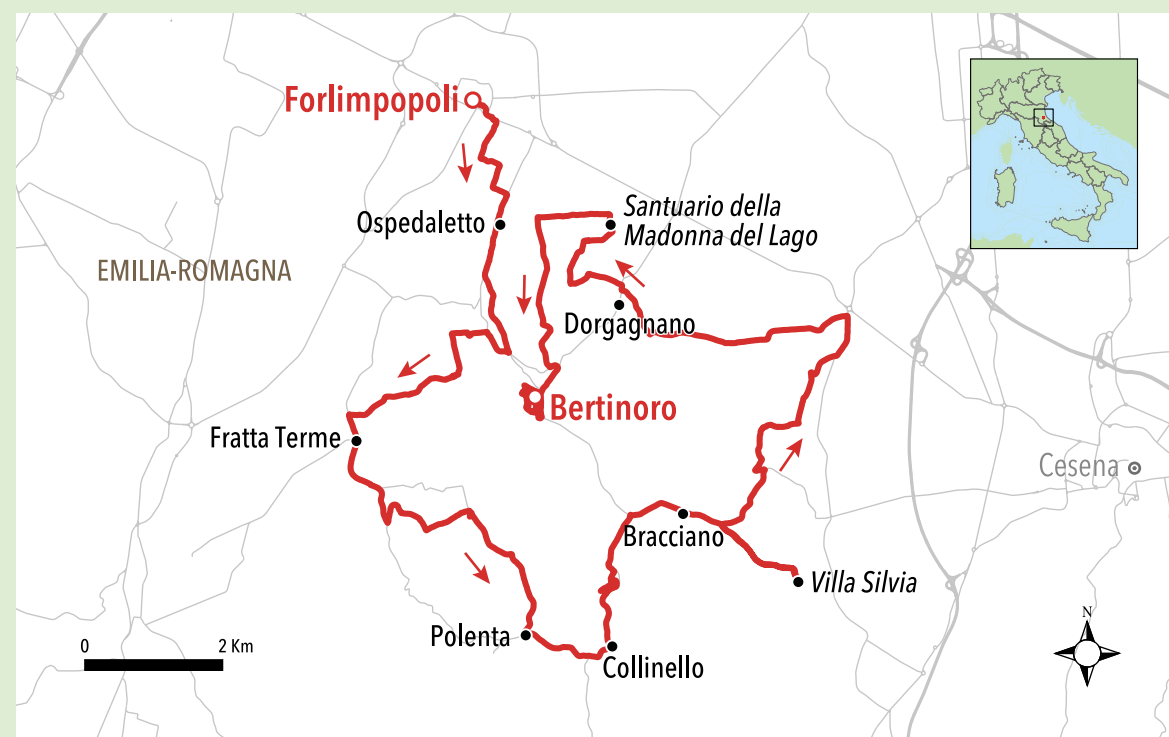 Forlimpopoli
Ospedaletto
Santuario della
Madonna del Lago
EMILIA-ROMAGNA
Dorgagnano
Bertinoro
Fratta Terme
Cesena
Bracciano
Villa Silvia
Polenta
Collinello
0 2 Km
N